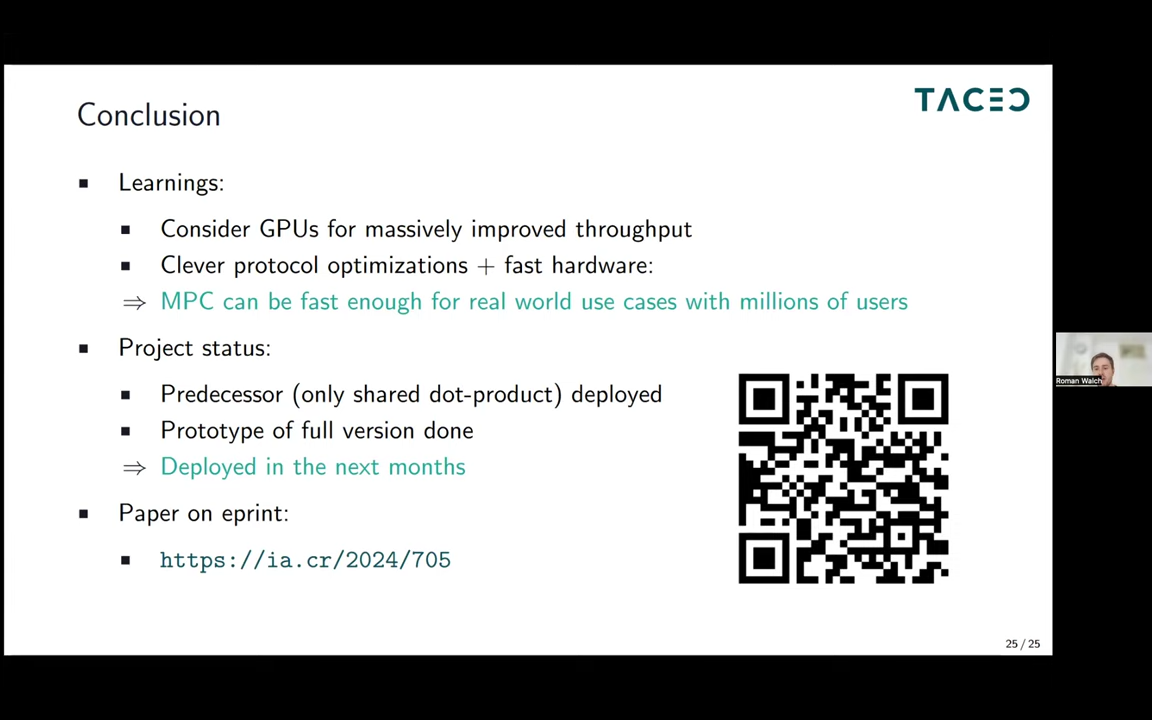 TACEO
Conclusion
Learnings:
Consider GPUs for massively improved throughput
Clever protocol optimizations + fast hardware:
⇒ MPC can be fast enough for real world use cases with millions of users
Project status:
Predecessor (only shared dot-product) deployed
Prototype of full version done
⇒ Deployed in the next months
Paper on eprint:
https://ia.cr/2024/705
Roman Walch
25 / 25